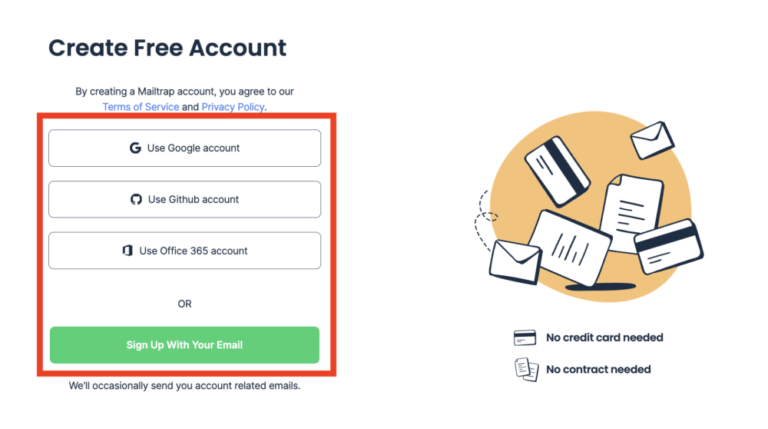 Create Free Account
By creating a Mailtrap account, you agree to our
Terms of Service and Privacy Policy.
Use Google account
Use Github account
Use Office 365 account
OR
Sign Up With Your Email
We'll occasionally send you account related emails.
No credit card needed
No contract needed